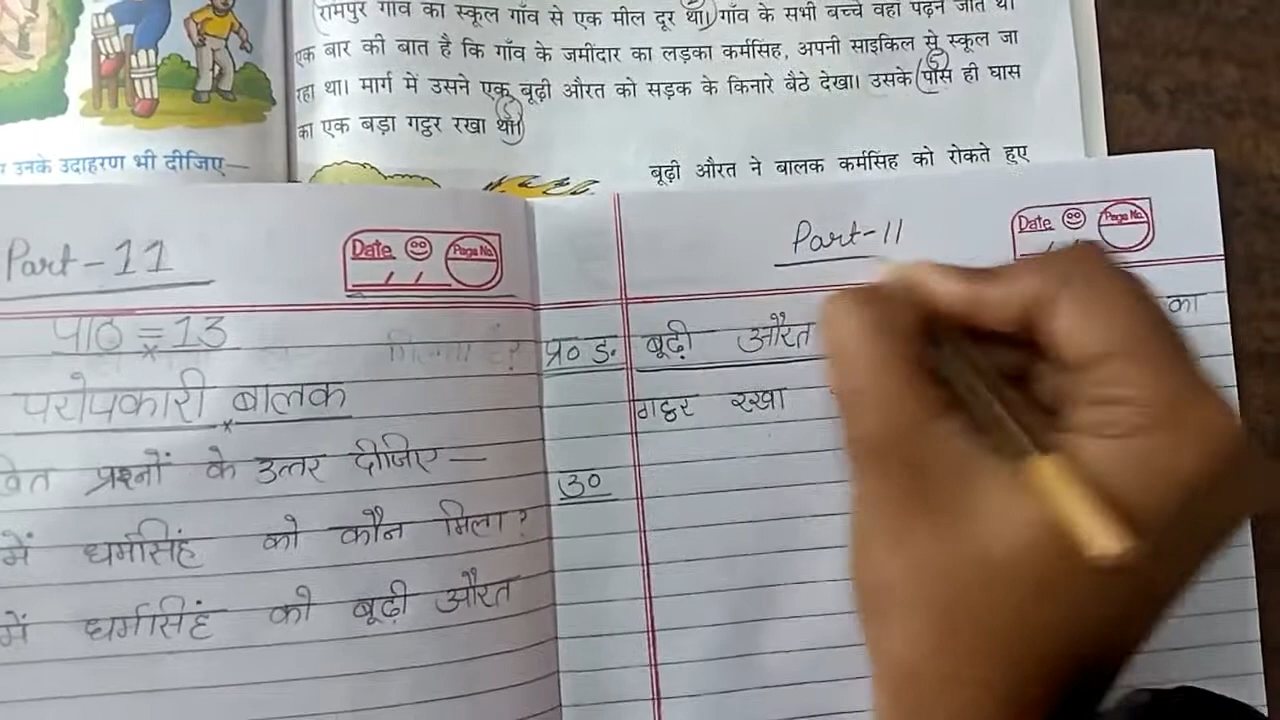 रामपुर गाँव का स्कूल गाँव से एक मील दूर था। गाँव के सभी बच्चे वहाँ पढ़ने जाते थे।
एक बार की बात है कि गाँव के जमींदार का लड़का कर्मसिंह, अपनी साइकिल से स्कूल जा
रहा था। मार्ग में उसने एक बूढ़ी औरत को सड़क के किनारे बैठे देखा। उसके पास ही घास
का एक बड़ा गट्ठर रखा था।
उनके उदाहरण भी दीजिए—
बूढ़ी औरत ने बालक कर्मसिंह को रोकते हुए
Part-11
Date
Page No.
पाठ = 13
परोपकारी बालक
प्रश्नों के उत्तर दीजिए —
में धर्मसिंह को कौन मिला?
में धर्मसिंह को बूढ़ी औरत
Part-11
Date
Page No.
प्र० ड. बूढ़ी औरत का
गट्ठर रखा
उ०